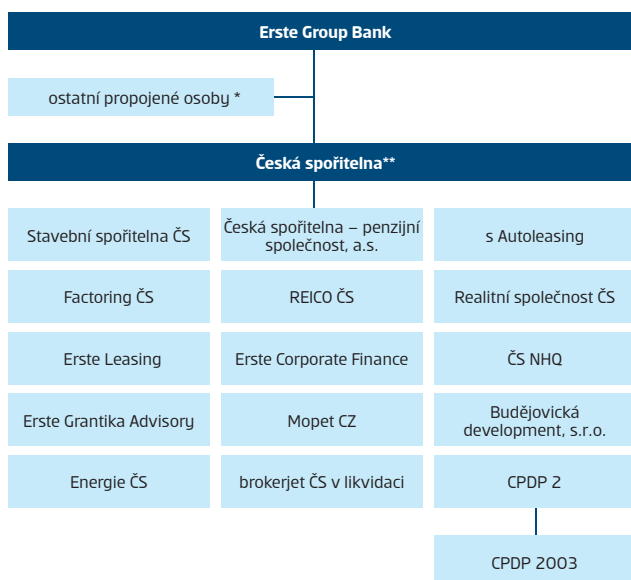 Erste Group Bank
ostatní propojené osoby *
Česká spořitelna**
Stavební spořitelna ČS
Česká spořitelna – penzijní
společnost, a.s.
s Autoleasing
Factoring ČS
REICO ČS
Realitní společnost ČS
Erste Leasing
Erste Corporate Finance
ČS NHQ
Erste Grantika Advisory
Mopet CZ
Budějovická
development, s.r.o.
Energie ČS
brokerjet ČS v likvidaci
CPDP 2
CPDP 2003